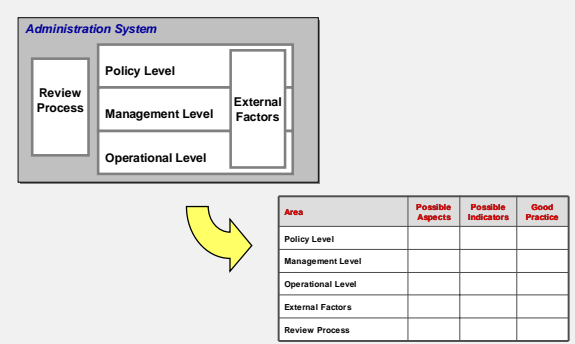 Administration System
Policy Level
Review
Process
Management Level
External
Factors
Operational Level
Area
Possible
Aspects
Possible
Indicators
Good
Practice
Policy Level
Management Level
Operational Level
External Factors
Review Process